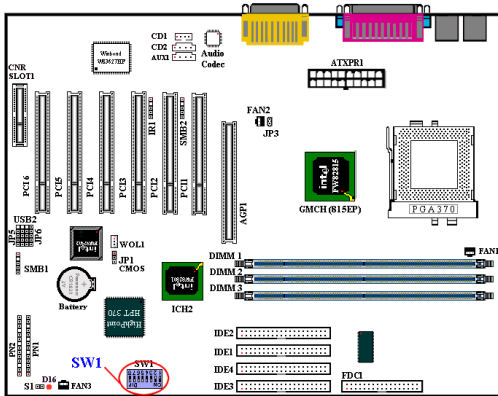 CD1
CD2
AUX1
Audio
Codec
Winbond
CNR
SLOT1
ATXPR1
FAN2
JP3
IR1
SMB2
PCI 6
PCI5
PCI4
PCI3
PCI2
PCI1
AGP1
intel
FW82815
GMCH (815EP)
PGA370
USB2
JP5
JP6
intel
WOL1
JP1
CMOS
SMB1
Battery
intel
ICH2
HighPoint
HPT 370
DIMM 1
DIMM 2
DIMM 3
FAN1
PN2
PN1
SW1
SW1
ON
S1
D16
FAN3
IDE2
IDE1
IDE4
IDE3
FDC1